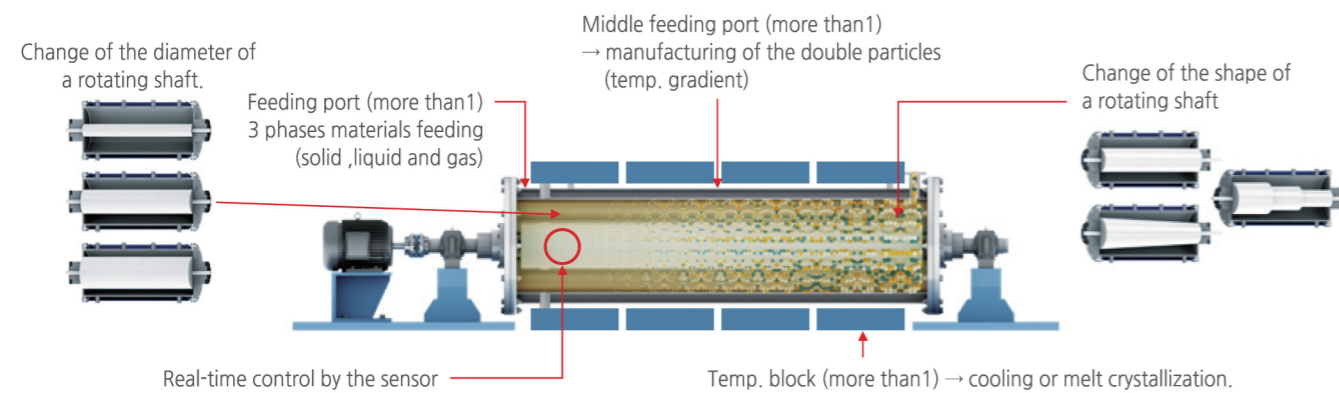 Change of the diameter of
a rotating shaft.
Feeding port (more than1)
3 phases materials feeding
(solid ,liquid and gas)
Middle feeding port (more than1)
→ manufacturing of the double particles
(temp. gradient)
Change of the shape of
a rotating shaft
Real-time control by the sensor
Temp. block (more than1) → cooling or melt crystallization.